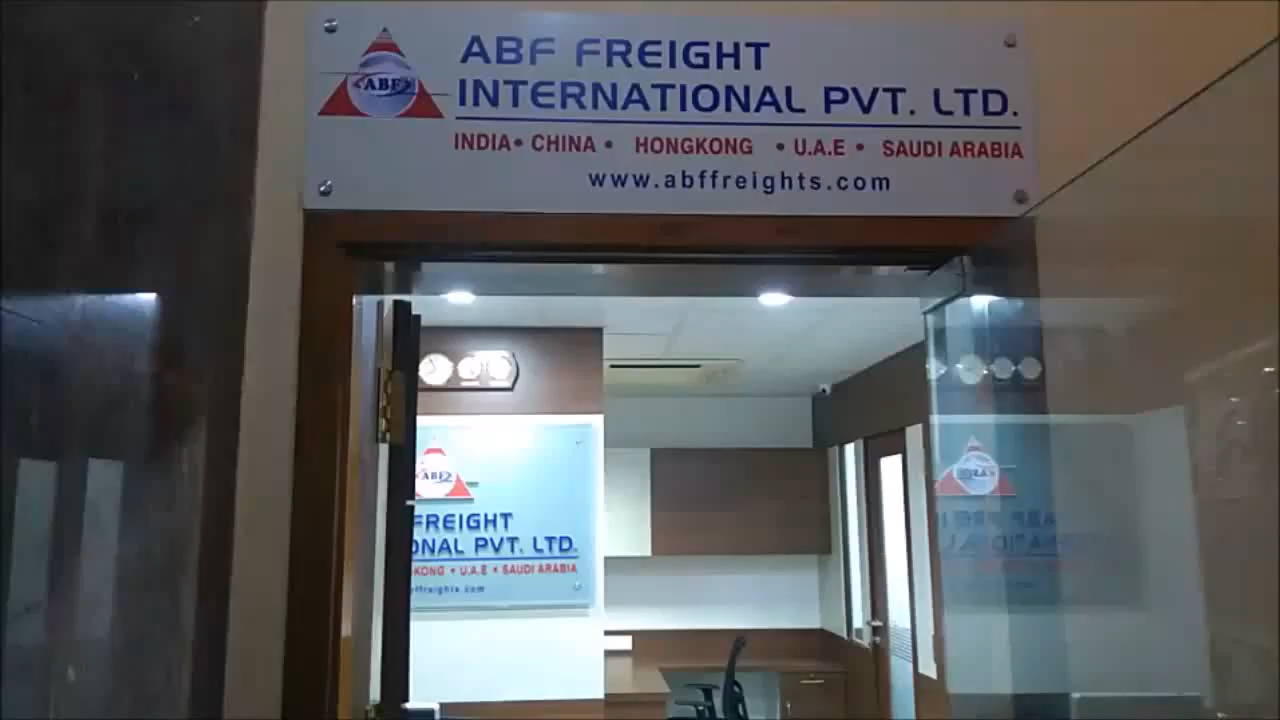 ABF
ABF FREIGHT
INTERNATIONAL PVT. LTD.
INDIA• CHINA • HONGKONG • U.A.E • SAUDI ARABIA
www.abffreights.com
ABF
FREIGHT
ONAL PVT. LTD.
KONG • U.A.E • SAUDI ARABIA
ffreights.com